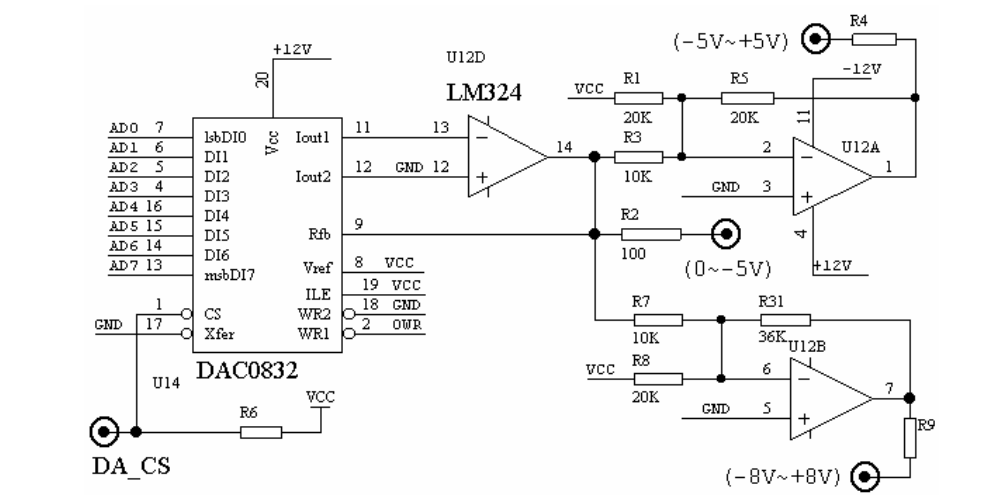 R4
(-5V~+5V)
+12V
U12D
-12V
LM324
R1
R5
VCC
20K
20K
11
20
Vcc
AD0 7 lsbDI0 Iout1 11 13 14 R3 2 U12A
AD1 6 DI1
10K
1
AD2 5 DI2 Iout2 12 GND 12
GND 3
AD3 4 DI3
AD4 16 DI4
R2
AD5 15 DI5 Rfb 9
4
AD6 14 DI6
100
(0~-5V)
+12V
AD7 13 msbDI7 Vref 8 VCC
ILE 19 VCC
1 CS WR2 18 GND
R7
R31
GND 17 Xfer WR1 2 OWR
10K
36K
U12B
DAC0832
R8
VCC
6
U14
20K
7
VCC
GND 5
R6
R9
DA_CS
(-8V~+8V)